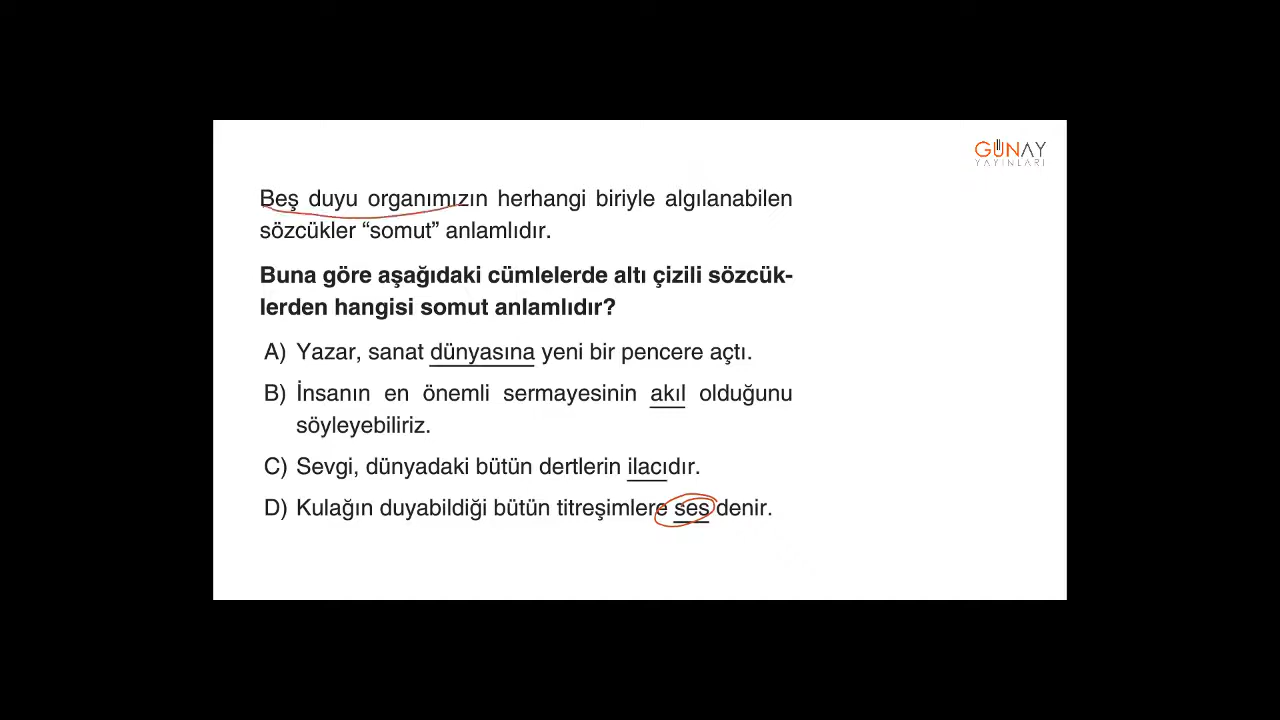 GÜNAY
YAYINLARI
Beş duyu organımızın herhangi biriyle algılanabilen
sözcükler “somut” anlamlıdır.
Buna göre aşağıdaki cümlelerde altı çizili sözcük-
lerden hangisi somut anlamlıdır?
A) Yazar, sanat dünyasına yeni bir pencere açtı.
B) İnsanın en önemli sermayesinin akıl olduğunu
söyleyebiliriz.
C) Sevgi, dünyadaki bütün dertlerin ilacıdır.
D) Kulağın duyabildiği bütün titreşimlere ses denir.